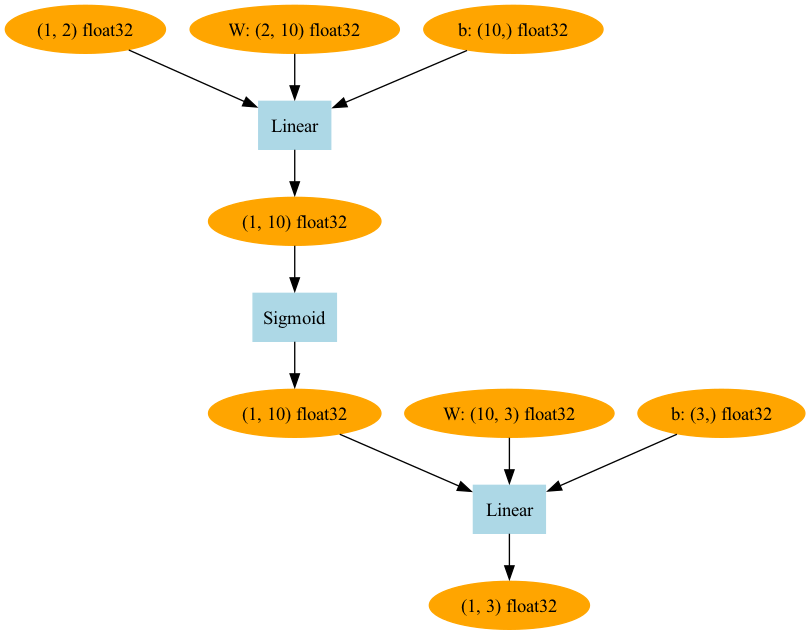 (1, 2) float32
W: (2, 10) float32
b: (10,) float32
Linear
(1, 10) float32
Sigmoid
(1, 10) float32
W: (10, 3) float32
b: (3,) float32
Linear
(1, 3) float32